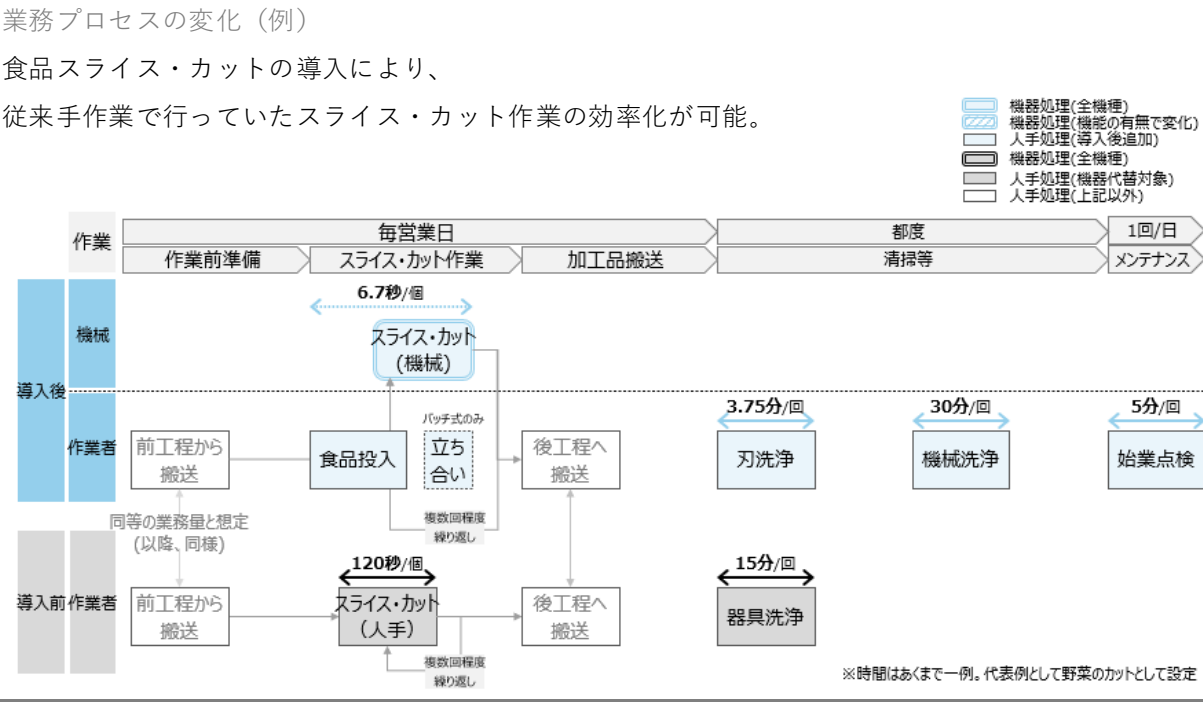 業務プロセスの変化（例）
食品スライス・カットの導入により、
従来手作業で行っていたスライス・カット作業の効率化が可能。
機器処理(全機種)
機器処理(機能の有無で変化)
人手処理(導入後追加)
機器処理(全機種)
人手処理(機器代替対象)
人手処理(上記以外)
作業
毎営業日
都度
1回/日
作業前準備
スライス・カット作業
加工品搬送
清掃等
メンテナンス
導入後
機械
6.7秒/個
スライス・カット
(機械)
作業者
前工程から
搬送
食品投入
バッチ式のみ
立ち
合い
後工程へ
搬送
3.75分/回
刃洗浄
30分/回
機械洗浄
5分/回
始業点検
複数回程度
繰り返し
同等の業務量と想定
(以降、同様)
導入前
作業者
前工程から
搬送
120秒/個
スライス・カット
（人手）
複数回程度
繰り返し
後工程へ
搬送
15分/回
器具洗浄
※時間はあくまで一例。代表例として野菜のカットとして設定